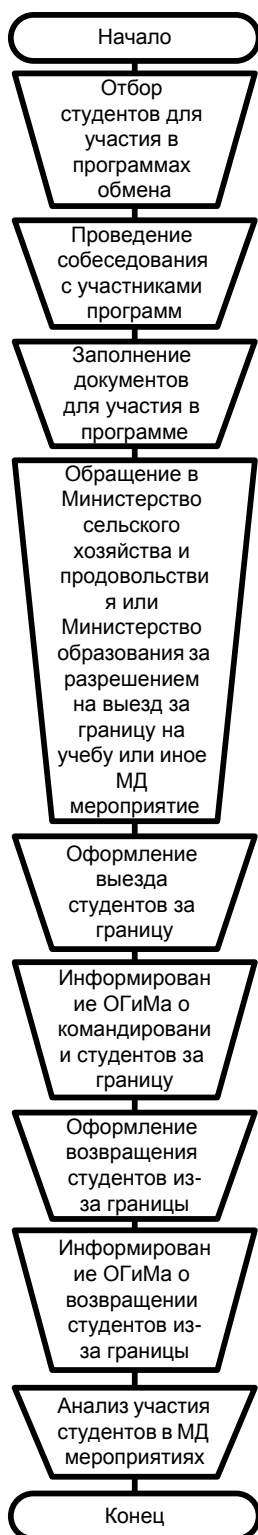 Начало
Отбор
студентов для
участия в
программах
обмена
Проведение
собеседования
с участниками
программ
Заполнение
документов
для участия в
программе
Обращение в
Министерство
сельского
хозяйства и
продовольстви
я или
Министерство
образования за
разрешением
на выезд за
границу на
учебу или иное
МД
мероприятие
Оформление
выезда
студентов за
границу
Информирован
ие ОГиМа о
командировани
и студентов за
границу
Оформление
возвращения
студентов из-
за границы
Информирован
ие ОГиМа о
возвращении
студентов из-
за границы
Анализ участия
студентов в МД
мероприятиях
Конец